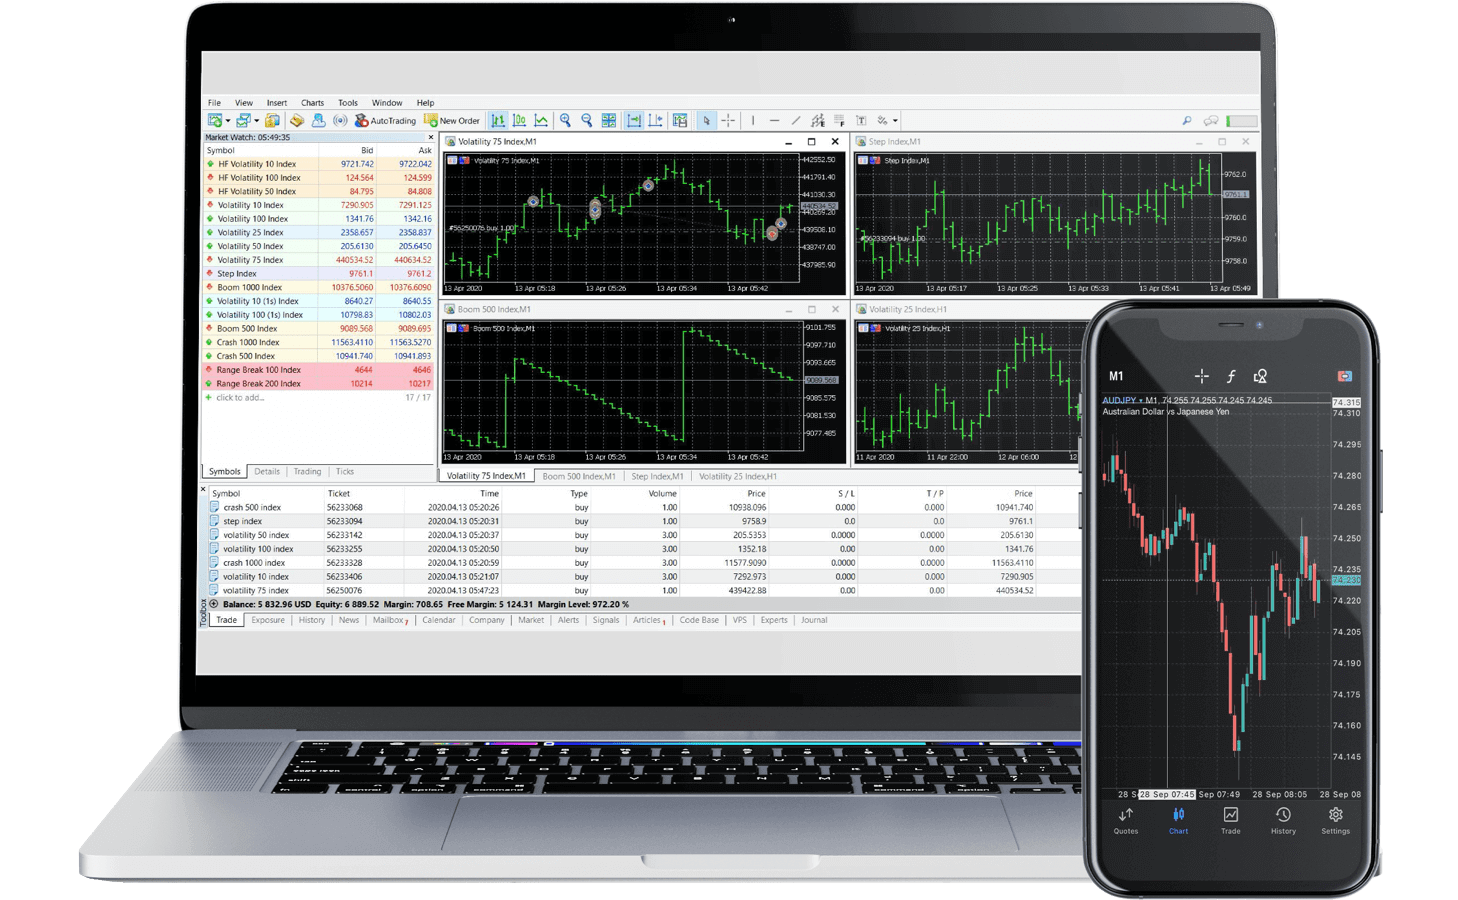 File View Insert Charts Tools Window Help
AutoTrading New Order
Market Watch: 05:49:35
Symbol Bid Ask
HF Volatility 10 Index 9721.742 9722.042
HF Volatility 100 Index 124.564 124.599
HF Volatility 50 Index 84.795 84.808
Volatility 10 Index 7290.905 7291.125
Volatility 100 Index 1341.76 1342.16
Volatility 25 Index 2358.657 2358.837
Volatility 50 Index 205.6130 205.6450
Volatility 75 Index 440534.52 440634.52
Step Index 9761.1 9761.2
Boom 1000 Index 10376.5060 10376.6090
Volatility 10 (1s) Index 8640.27 8640.55
Volatility 100 (1s) Index 10798.83 10802.03
Boom 500 Index 9089.568 9089.695
Crash 1000 Index 11563.4110 11563.5270
Crash 500 Index 10941.740 10941.893
Range Break 100 Index 4644 4646
Range Break 200 Index 10214 10217
click to add... 17 / 17
Symbols Details Trading Ticks
Volatility 75 Index,M1
Volatility 75 Index,M1
442552.50
441791.40
441030.30
440534.52
440269.20
439508.10
438747.00
437985.90
#56250076 buy 1.00
13 Apr 2020 13 Apr 05:18 13 Apr 05:26 13 Apr 05:34 13 Apr 05:42
Step Index,M1
Step Index,M1
9762.0
9761.1
9760.0
9759.0
9758.0
#56233094 buy 1.00
13 Apr 2020 13 Apr 05:17 13 Apr 05:25 13 Apr 05:33 13 Apr 05:41 13 Apr 05:49
Boom 500 Index,M1
Boom 500 Index,M1
9101.755
9097.710
9093.665
9089.568
9085.575
9081.530
9077.485
13 Apr 2020 13 Apr 05:18 13 Apr 05:26 13 Apr 05:34 13 Apr 05:42
Volatility 25 Index,H1
Volatility 25 Index,H1
11 Apr 2020 11 Apr 22:00 12 Apr 06:00 12
Volatility 75 Index,M1 Boom 500 Index,M1 Step Index,M1 Volatility 25 Index,H1
Symbol Ticket Time Type Volume Price S / L T / P Price
crash 500 index 56233068 2020.04.13 05:20:26 buy 1.00 10938.096 0.000 0.000 10941.740
step index 56233094 2020.04.13 05:20:31 buy 1.00 9758.9 0.0 0.0 9761.1
volatility 50 index 56233142 2020.04.13 05:20:37 buy 3.00 205.5353 0.0000 0.0000 205.6130
volatility 100 index 56233255 2020.04.13 05:20:50 buy 3.00 1352.18 0.00 0.00 1341.76
crash 1000 index 56233328 2020.04.13 05:20:59 buy 3.00 11577.9090 0.0000 0.0000 11563.4110
volatility 10 index 56233406 2020.04.13 05:21:07 buy 3.00 7292.973 0.000 0.000 7290.905
volatility 75 index 56250076 2020.04.13 05:47:23 buy 1.00 439422.88 0.00 0.00 440534.52
Balance: 5 832.96 USD Equity: 6 889.52 Margin: 708.65 Free Margin: 5 124.31 Margin Level: 972.20 %
Toolbox
Trade Exposure History News Mailbox 7 Calendar Company Market Alerts Signals Articles 1 Code Base VPS Experts Journal
M1
AUDJPY M1, 74.255 74.255 74.245 74.245
Australian Dollar vs Japanese Yen
74.315
74.310
74.295
74.280
74.265
74.250
74.235
74.230
74.220
74.205
74.190
74.175
74.160
74.145
28 S 28 Sep 07:45 Sep 07:49 28 Sep 08:05 28 Sep 08
Quotes Chart Trade History Settings
control option command command option